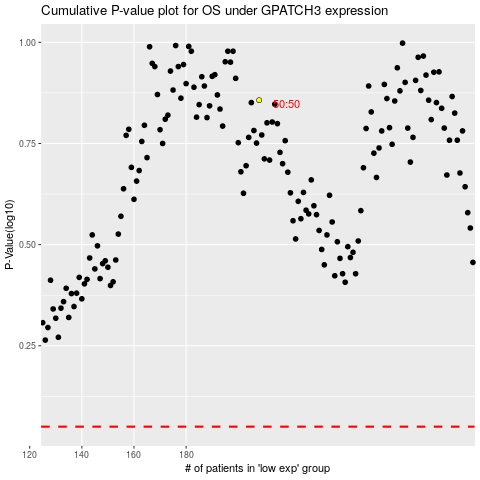 Cumulative P-value plot for OS under GPATCH3 expression
P-Value(log10)
1.00
0.75
0.50
0.25
50:50
120 140 160 180
# of patients in 'low exp' group